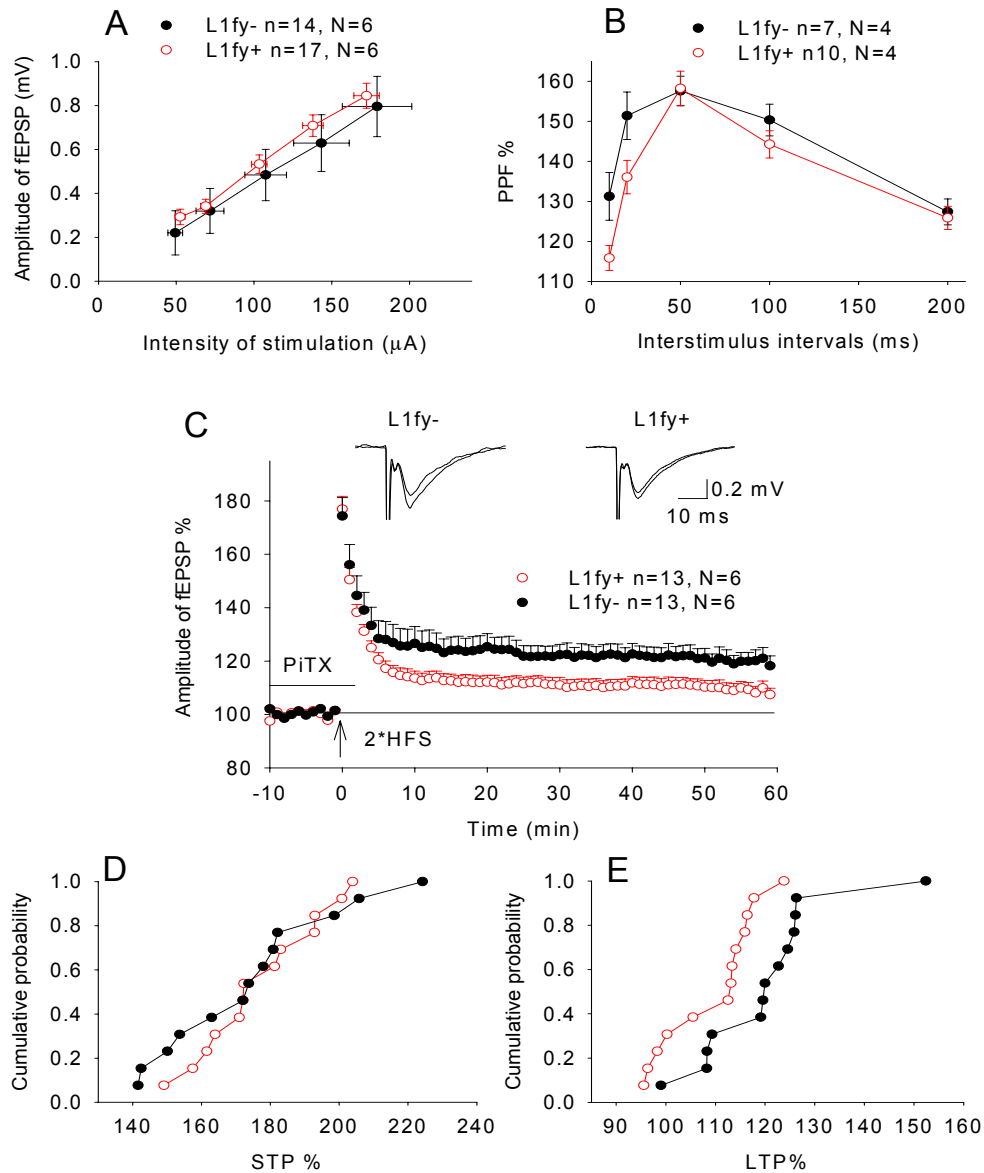 A
L1fy- n=14, N=6
L1fy+ n=17, N=6
Amplitude of fEPSP (mV)
1.0
0.8
0.6
0.4
0.2
0.0
0 50 100 150 200
Intensity of stimulation (μA)
B
L1fy- n=7, N=4
L1fy+ n10, N=4
PPF %
160
150
140
130
120
110
0 50 100 150 200
Interstimulus intervals (ms)
C
L1fy-
L1fy+
0.2 mV
10 ms
L1fy+ n=13, N=6
L1fy- n=13, N=6
Amplitude of fEPSP %
180
160
140
120
100
80
PiTX
2*HFS
-10 0 10 20 30 40 50 60
Time (min)
D
Cumulative probability
1.0
0.8
0.6
0.4
0.2
0.0
140 160 180 200 220 240
STP %
E
Cumulative probability
1.0
0.8
0.6
0.4
0.2
0.0
90 100 110 120 130 140 150 160
LTP%